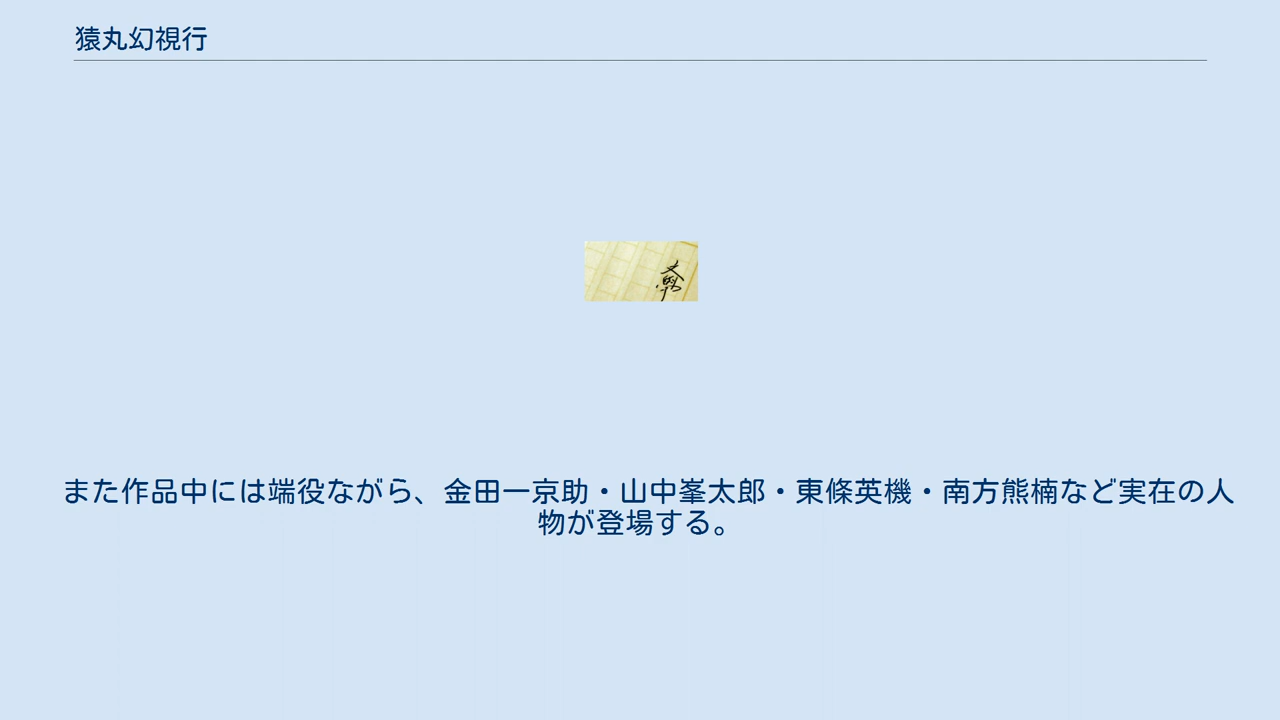 猿丸幻視行
また作品中には端役ながら、金田一京助・山中峯太郎・東條英機・南方熊楠など実在の人
物が登場する。